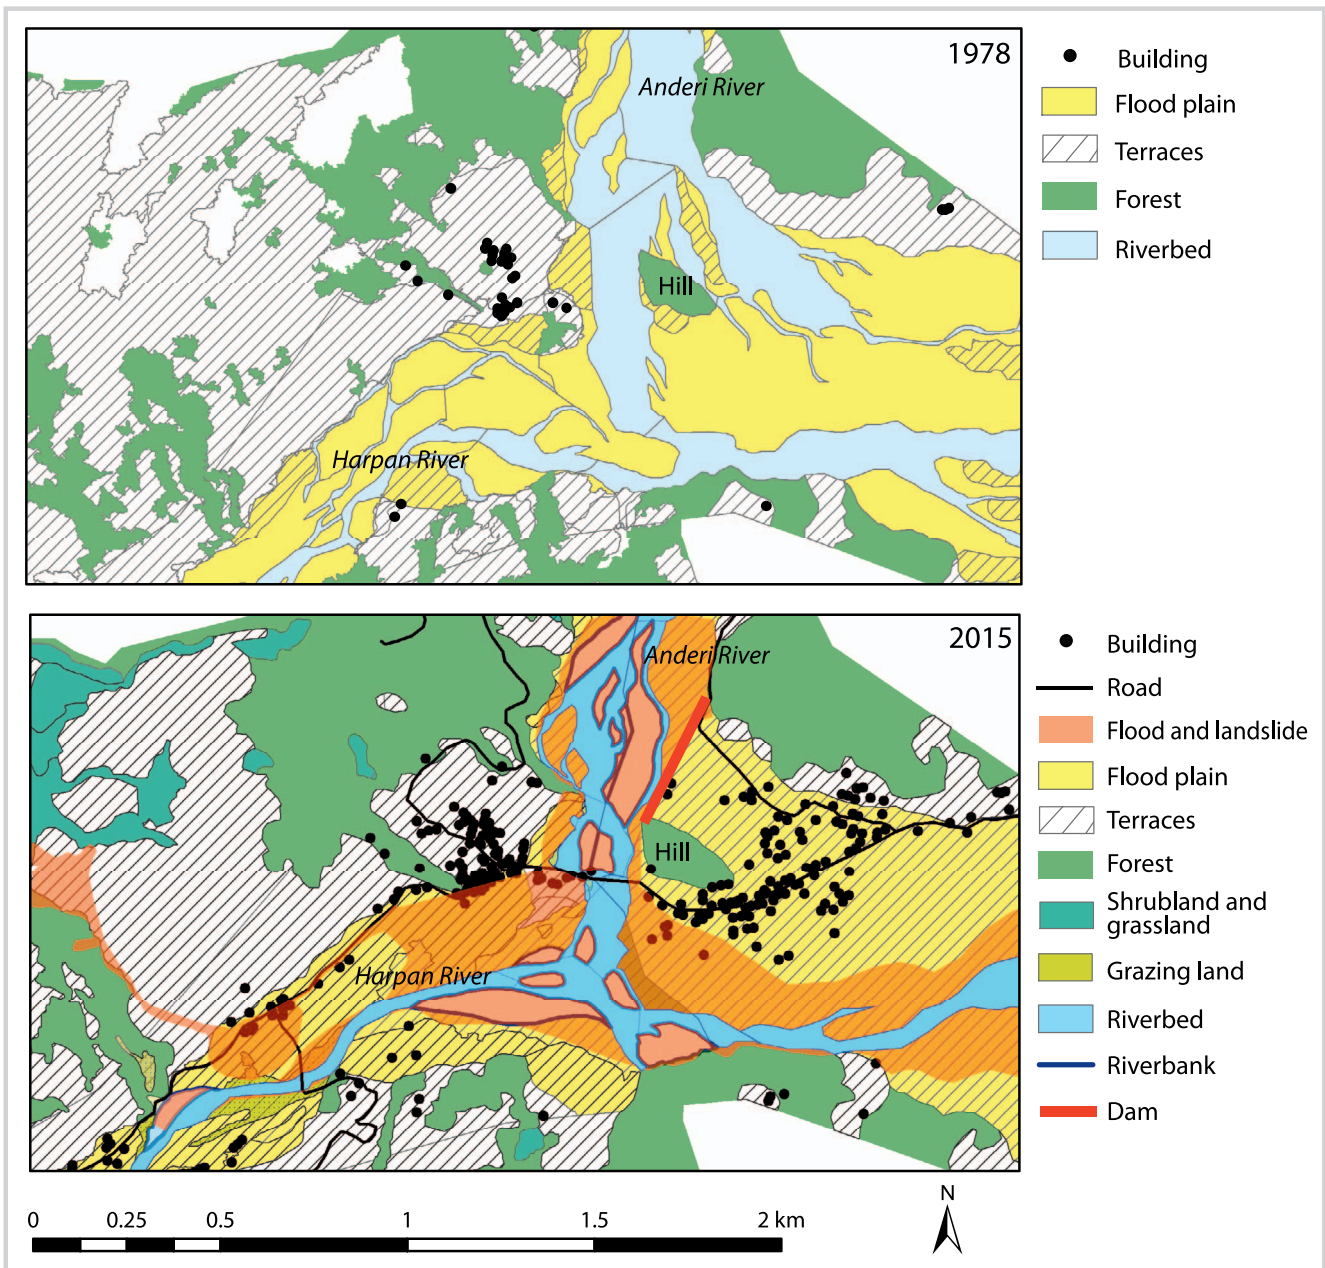 1978
Anderi River
Hill
Harpan River
Building
Flood plain
Terraces
Forest
Riverbed
2015
Anderi River
Hill
Harpan River
Building
Road
Flood and landslide
Flood plain
Terraces
Forest
Shrubland and
grassland
Grazing land
Riverbed
Riverbank
Dam
0 0.25 0.5 1 1.5 2 km
N